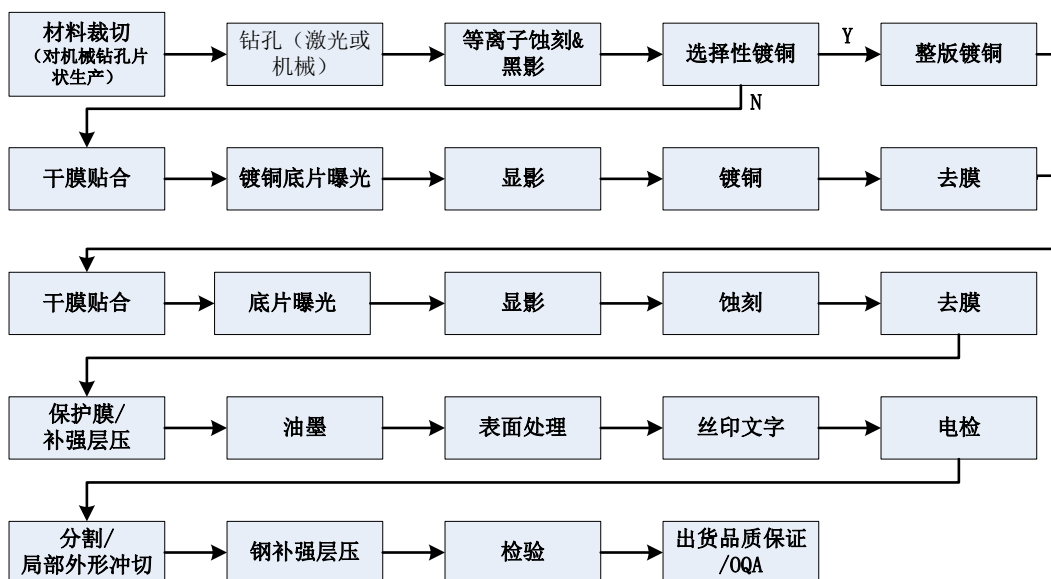 材料裁切
（对机械钻孔片
状生产）
钻孔（激光或
机械）
等离子蚀刻&
黑影
选择性镀铜
Y
整版镀铜
N
干膜贴合
镀铜底片曝光
显影
镀铜
去膜
干膜贴合
底片曝光
显影
蚀刻
去膜
保护膜/
补强层压
油墨
表面处理
丝印文字
电检
分割/
局部外形冲切
钢补强层压
检验
出货品质保证
/OQA